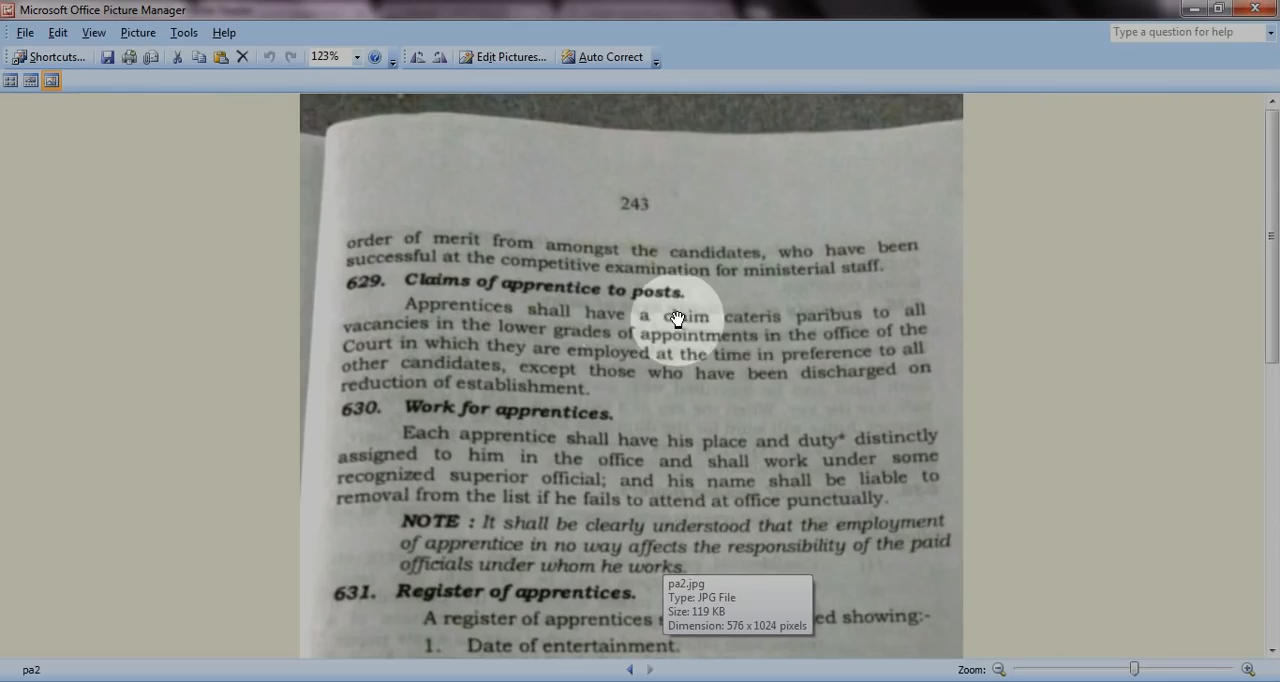 Microsoft Office Picture Manager
File Edit View Picture Tools Help
Type a question for help
Shortcuts... 123% Edit Pictures... Auto Correct
243
order of merit from amongst the candidates, who have been
successful at the competitive examination for ministerial staff.
629. Claims of apprentice to posts.
Apprentices shall have a claim cateris paribus to all
vacancies in the lower grades of appointments in the office of the
Court in which they are employed at the time in preference to all
other candidates, except those who have been discharged on
reduction of establishment.
630. Work for apprentices.
Each apprentice shall have his place and duty* distinctly
assigned to him in the office and shall work under some
recognized superior official; and his name shall be liable to
removal from the list if he fails to attend at office punctually.
NOTE : It shall be clearly understood that the employment
of apprentice in no way affects the responsibility of the paid
officials under whom he works.
631. Register of apprentices.
A register of apprentices ed showing:-
1. Date of entertainment.
pa2.jpg
Type: JPG File
Size: 119 KB
Dimension: 576 x 1024 pixels
pa2
Zoom: